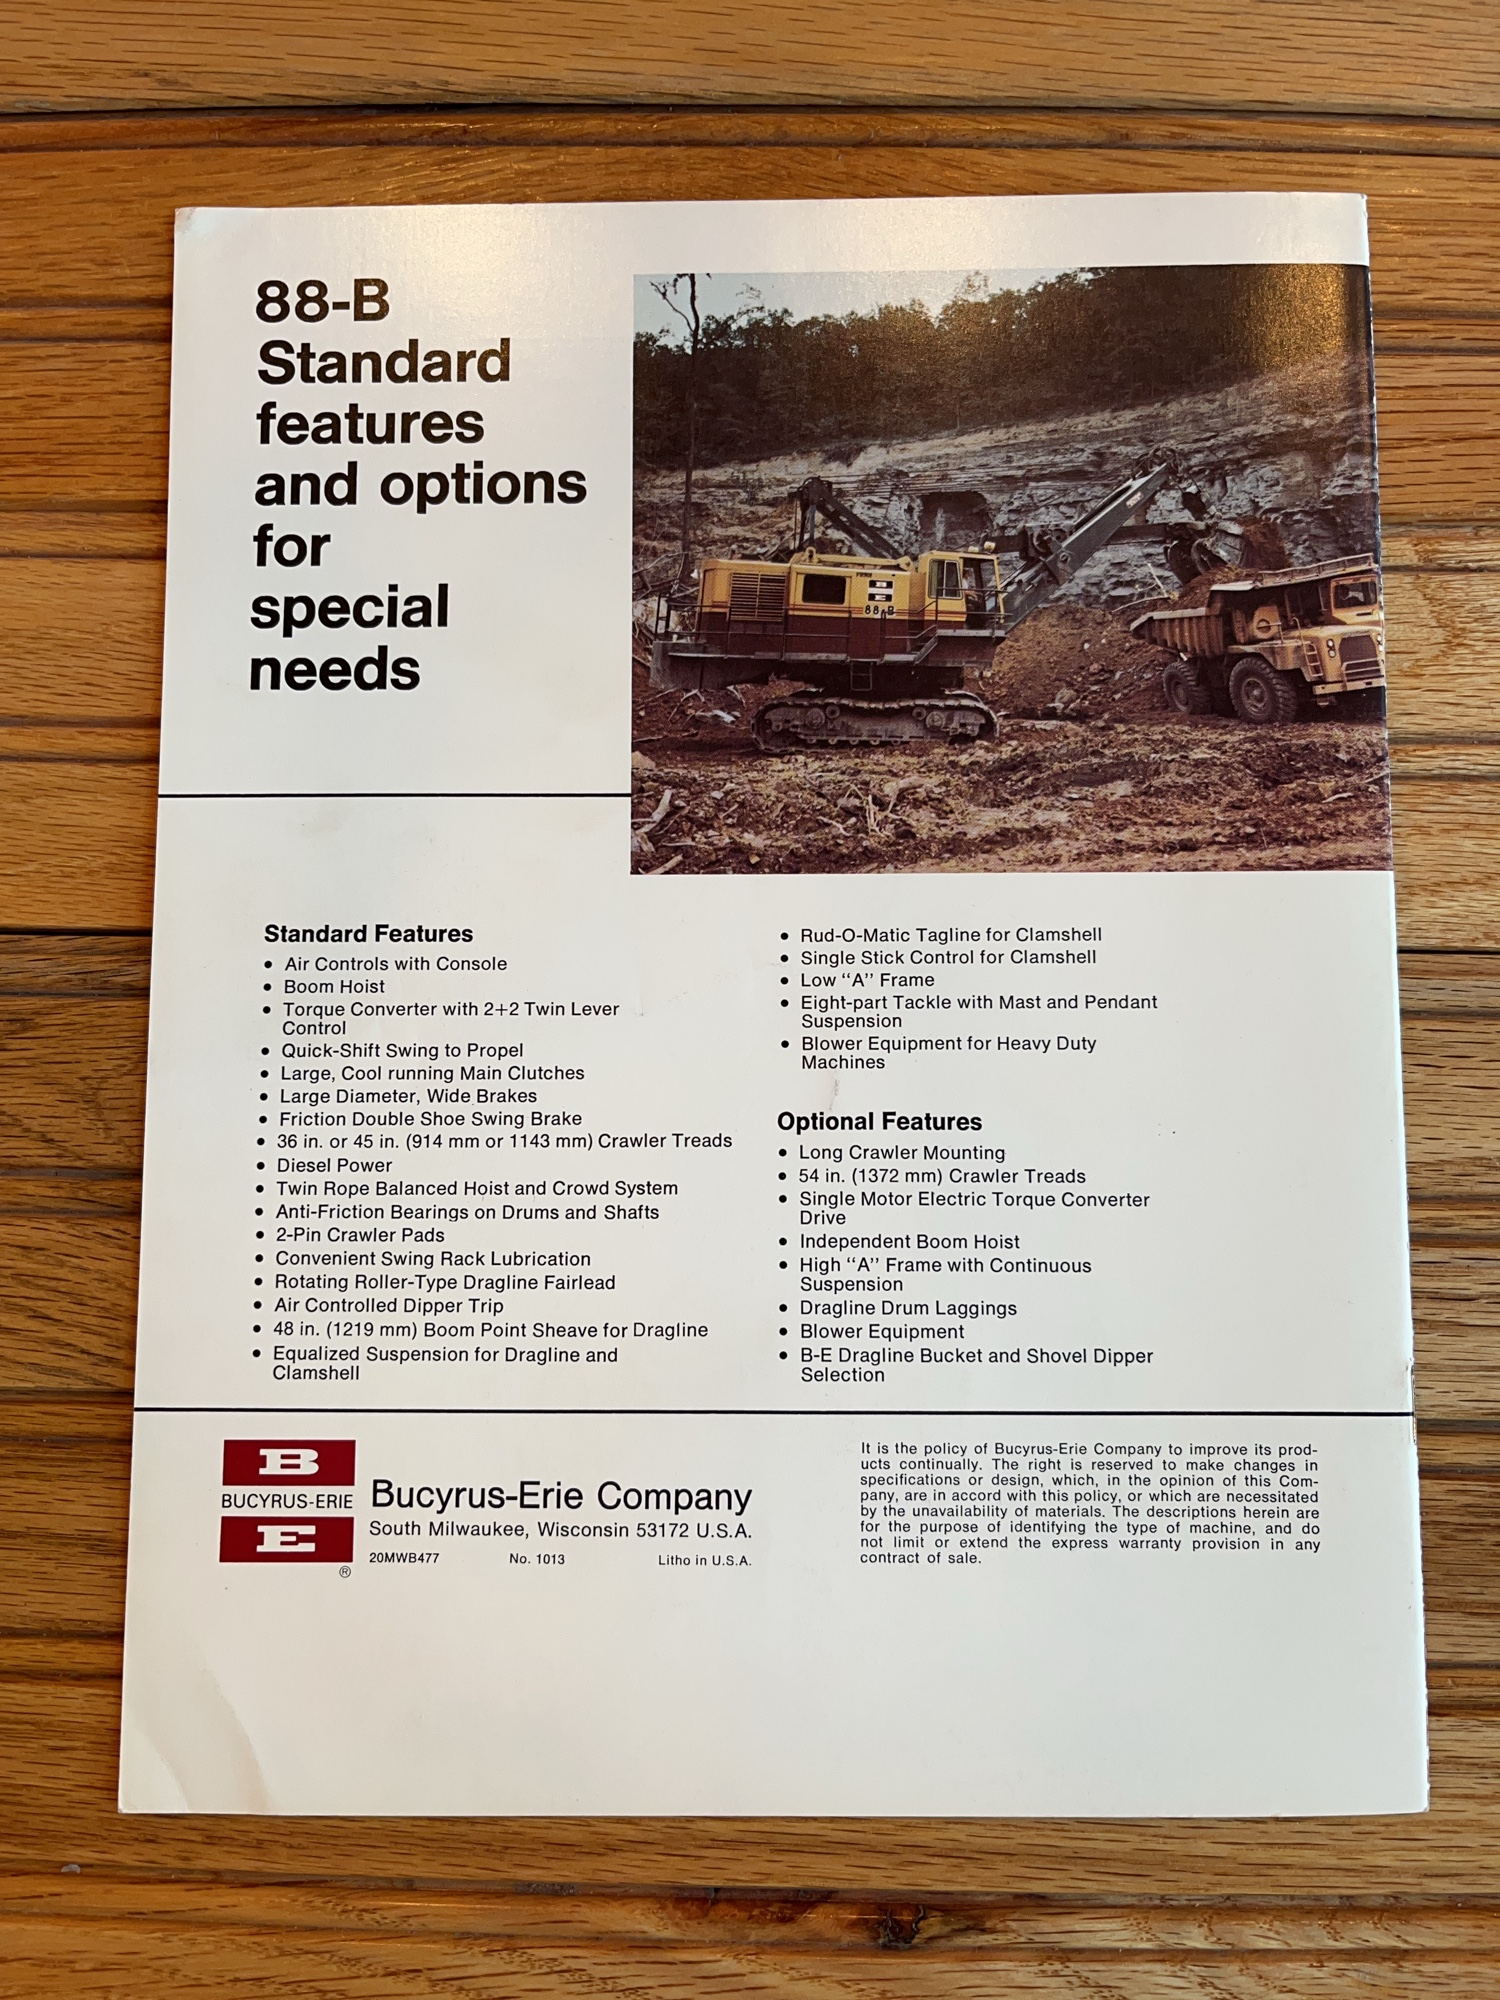 88-B
Standard
features
and options
for
special
needs
B
E
88-B
Standard Features
• Air Controls with Console
• Boom Hoist
• Torque Converter with 2+2 Twin Lever
Control
• Quick-Shift Swing to Propel
• Large, Cool running Main Clutches
• Large Diameter, Wide Brakes
• Friction Double Shoe Swing Brake
• 36 in. or 45 in. (914 mm or 1143 mm) Crawler Treads
• Diesel Power
• Twin Rope Balanced Hoist and Crowd System
• Anti-Friction Bearings on Drums and Shafts
• 2-Pin Crawler Pads
• Convenient Swing Rack Lubrication
• Rotating Roller-Type Dragline Fairlead
• Air Controlled Dipper Trip
• 48 in. (1219 mm) Boom Point Sheave for Dragline
• Equalized Suspension for Dragline and
Clamshell
• Rud-O-Matic Tagline for Clamshell
• Single Stick Control for Clamshell
• Low “A” Frame
• Eight-part Tackle with Mast and Pendant
Suspension
• Blower Equipment for Heavy Duty
Machines
Optional Features
• Long Crawler Mounting
• 54 in. (1372 mm) Crawler Treads
• Single Motor Electric Torque Converter
Drive
• Independent Boom Hoist
• High “A” Frame with Continuous
Suspension
• Dragline Drum Laggings
• Blower Equipment
• B-E Dragline Bucket and Shovel Dipper
Selection
B
BUCYRUS-ERIE
E
®
Bucyrus-Erie Company
South Milwaukee, Wisconsin 53172 U.S.A.
20MWB477 No. 1013 Litho in U.S.A.
It is the policy of Bucyrus-Erie Company to improve its prod-
ucts continually. The right is reserved to make changes in
specifications or design, which, in the opinion of this Com-
pany, are in accord with this policy, or which are necessitated
by the unavailability of materials. The descriptions herein are
for the purpose of identifying the type of machine, and do
not limit or extend the express warranty provision in any
contract of sale.